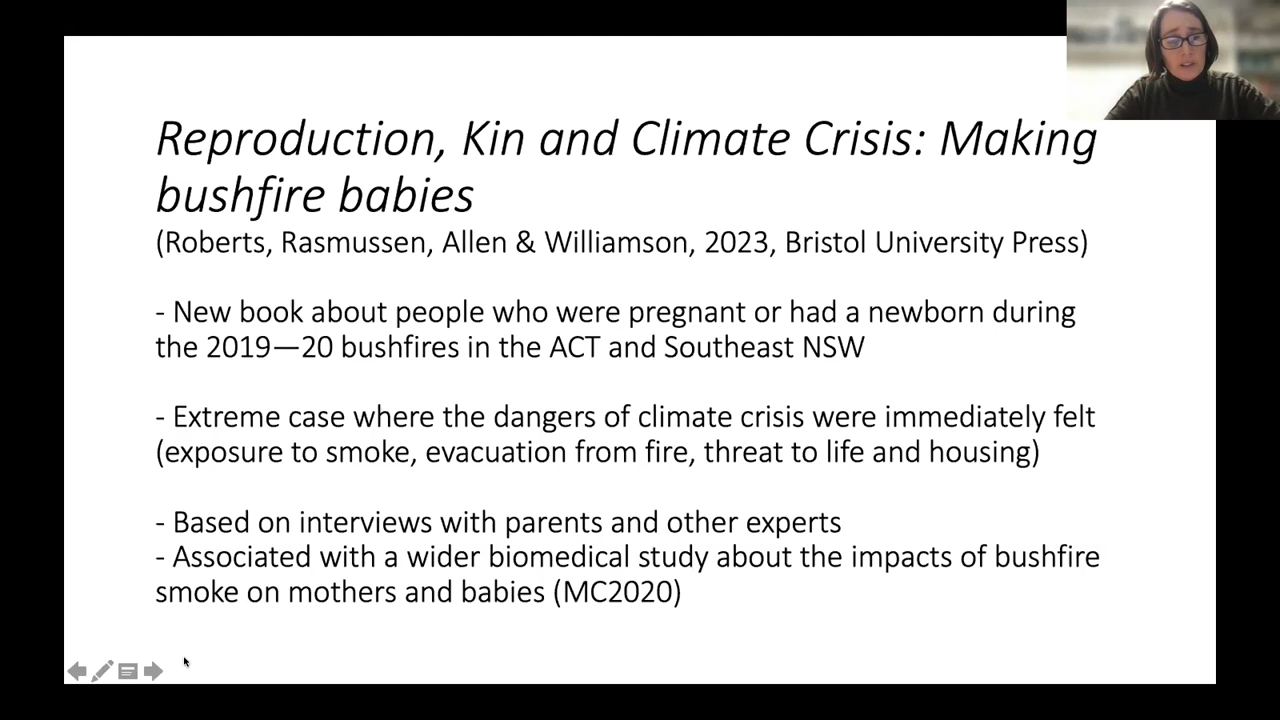 Reproduction, Kin and Climate Crisis: Making
bushfire babies
(Roberts, Rasmussen, Allen & Williamson, 2023, Bristol University Press)
- New book about people who were pregnant or had a newborn during
the 2019—20 bushfires in the ACT and Southeast NSW
- Extreme case where the dangers of climate crisis were immediately felt
(exposure to smoke, evacuation from fire, threat to life and housing)
- Based on interviews with parents and other experts
- Associated with a wider biomedical study about the impacts of bushfire
smoke on mothers and babies (MC2020)